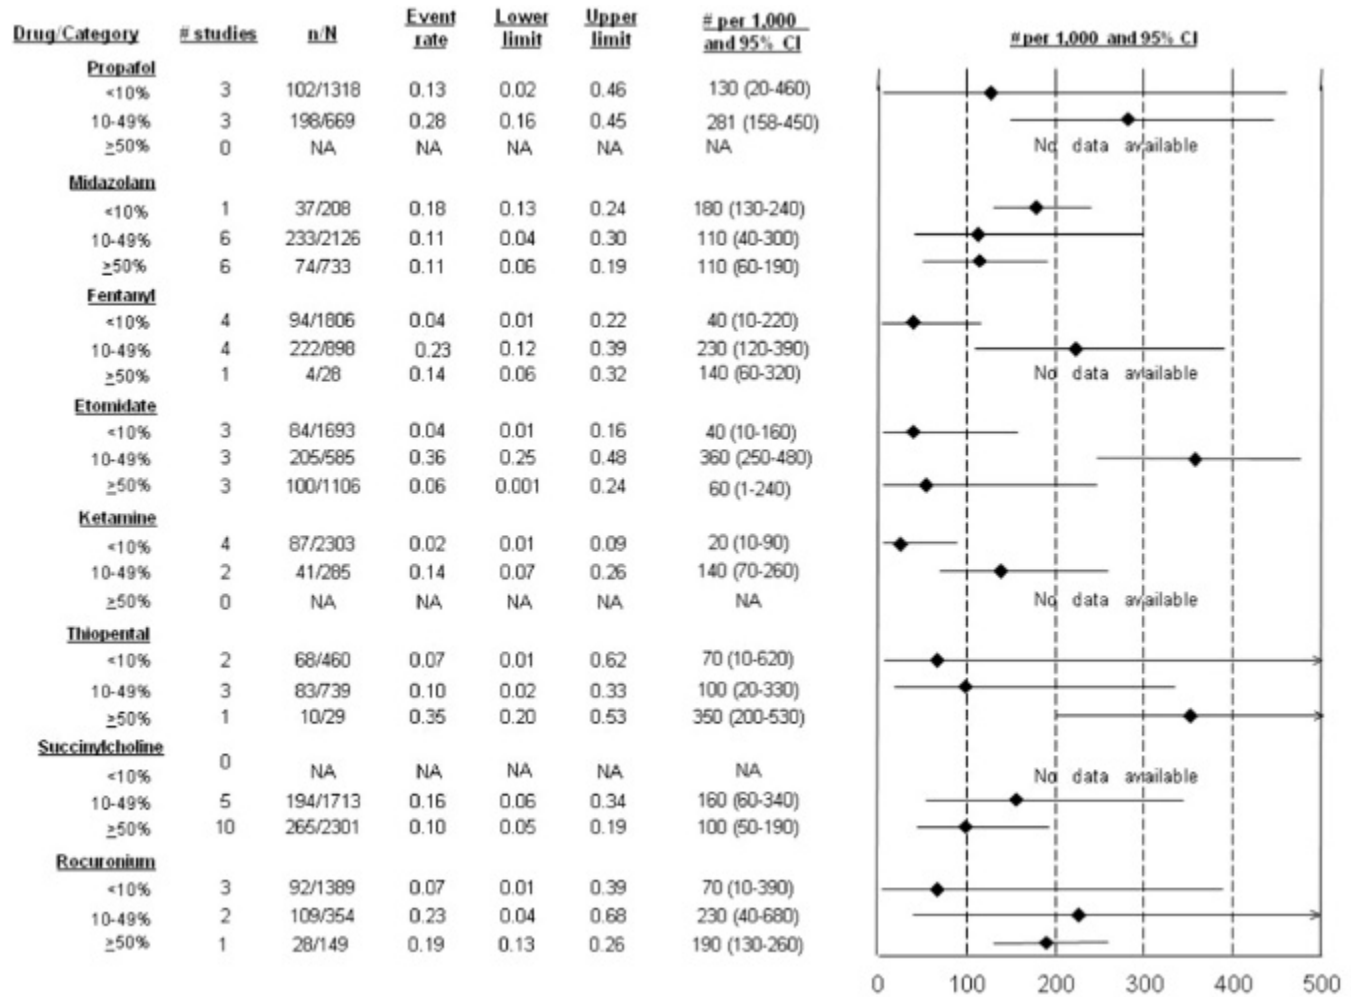 Drug/Category # studies n/N Event rate Lower limit Upper limit # per 1,000 and 95% CI # per 1,000 and 95% CI
Propafol
<10% 3 102/1318 0.13 0.02 0.46 130 (20-460)
10-49% 3 198/669 0.28 0.16 0.45 281 (158-450)
≥50% 0 NA NA NA NA NA No data available
Midazolam
<10% 1 37/208 0.18 0.13 0.24 180 (130-240)
10-49% 6 233/2126 0.11 0.04 0.30 110 (40-300)
≥50% 6 74/733 0.11 0.06 0.19 110 (60-190)
Fentanyl
<10% 4 94/1806 0.04 0.01 0.22 40 (10-220)
10-49% 4 222/898 0.23 0.12 0.39 230 (120-390)
≥50% 1 4/28 0.14 0.06 0.32 140 (60-320) No data available
Etomidate
<10% 3 84/1693 0.04 0.01 0.16 40 (10-160)
10-49% 3 205/585 0.36 0.25 0.48 360 (250-480)
≥50% 3 100/1106 0.06 0.001 0.24 60 (1-240)
Ketamine
<10% 4 87/2303 0.02 0.01 0.09 20 (10-90)
10-49% 2 41/285 0.14 0.07 0.26 140 (70-260)
≥50% 0 NA NA NA NA NA No data available
Thiopental
<10% 2 68/460 0.07 0.01 0.62 70 (10-620)
10-49% 3 83/739 0.10 0.02 0.33 100 (20-330)
≥50% 1 10/29 0.35 0.20 0.53 350 (200-530)
Succinylcholine
<10% 0 NA NA NA NA NA No data available
10-49% 5 194/1713 0.16 0.06 0.34 160 (60-340)
≥50% 10 265/2301 0.10 0.05 0.19 100 (50-190)
Rocuronium
<10% 3 92/1389 0.07 0.01 0.39 70 (10-390)
10-49% 2 109/354 0.23 0.04 0.68 230 (40-680)
≥50% 1 28/149 0.19 0.13 0.26 190 (130-260)
0 100 200 300 400 500